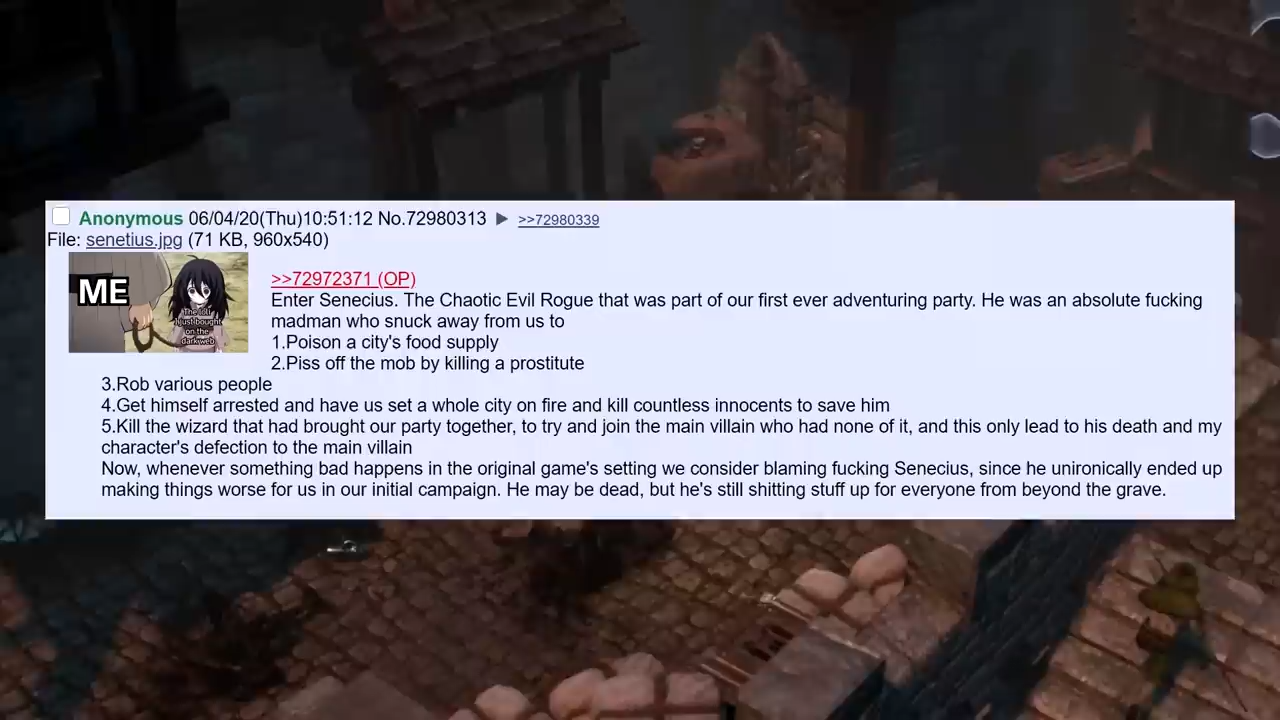 Anonymous 06/04/20(Thu)10:51:12 No.72980313 ▶ >>72980339
File: senetius.jpg (71 KB, 960x540)
ME
The loli
I just bought
on the
darkweb
>>72972371 (OP)
Enter Senecius. The Chaotic Evil Rogue that was part of our first ever adventuring party. He was an absolute fucking
madman who snuck away from us to
1.Poison a city's food supply
2.Piss off the mob by killing a prostitute
3.Rob various people
4.Get himself arrested and have us set a whole city on fire and kill countless innocents to save him
5.Kill the wizard that had brought our party together, to try and join the main villain who had none of it, and this only lead to his death and my
character's defection to the main villain
Now, whenever something bad happens in the original game's setting we consider blaming fucking Senecius, since he unironically ended up
making things worse for us in our initial campaign. He may be dead, but he's still shitting stuff up for everyone from beyond the grave.